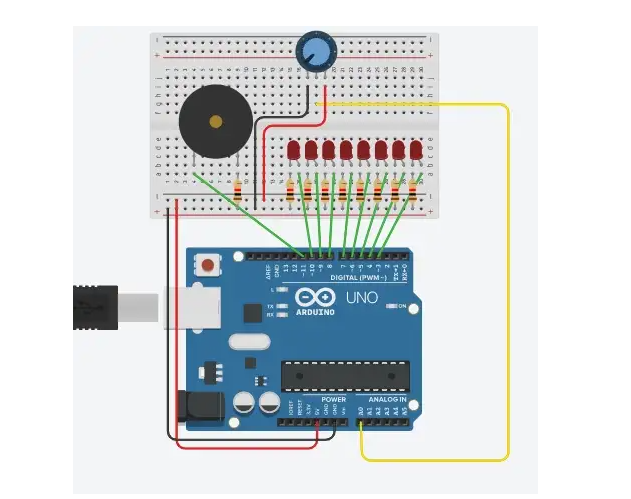 AREF
GND
13
12
~11
~10
~9
8
7
~6
~5
4
~3
2
TX→1
RX←0
DIGITAL (PWM~)
L
TX
RX
UNO
ON
ARDUINO
POWER
ANALOG IN
IOREF
RESET
3.3V
5V
GND
GND
Vin
A0
A1
A2
A3
A4
A5